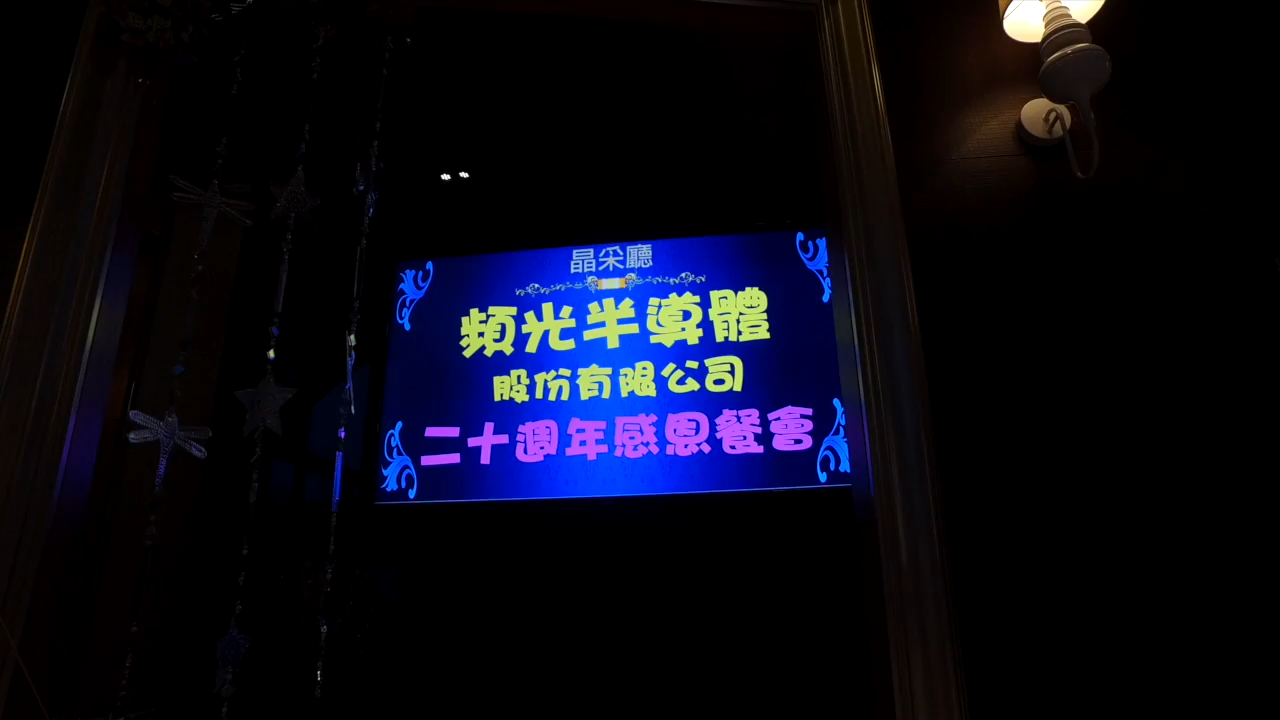 晶采廳
頻光半導體
股份有限公司
二十週年感恩餐會